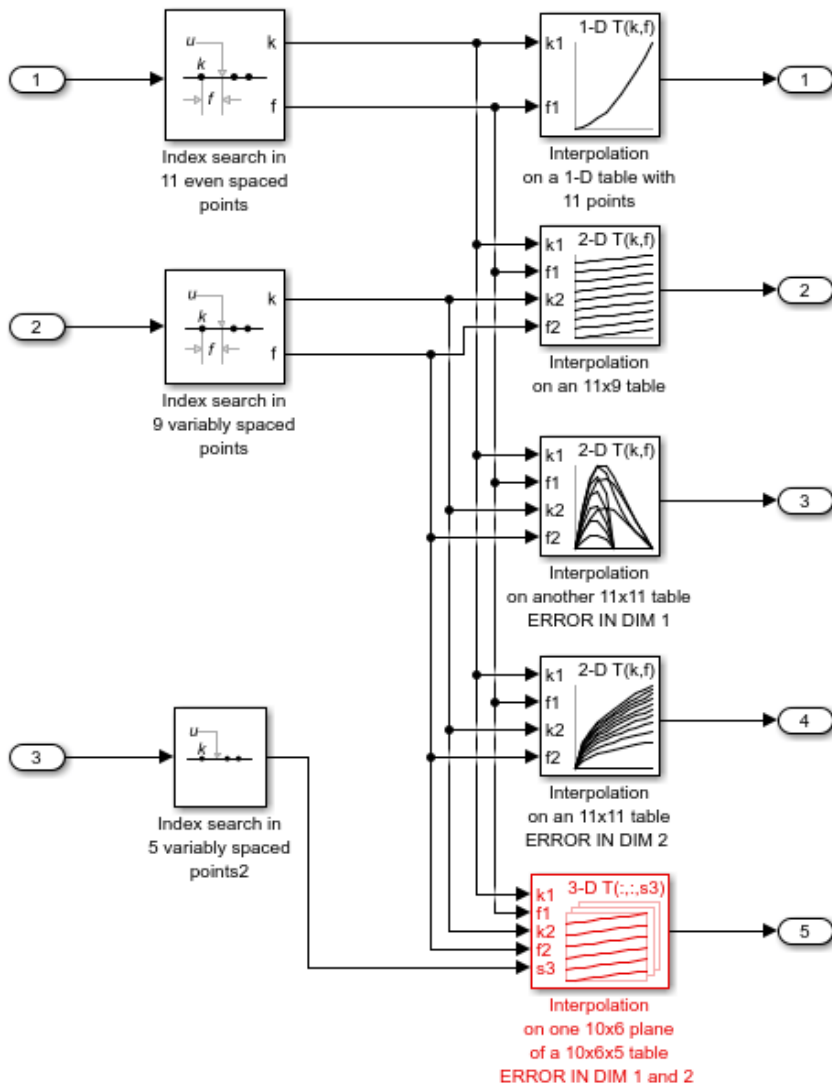 1
u
k
f
k
f
Index search in
11 even spaced
points
k1
f1
1-D T(k,f)
Interpolation
on a 1-D table with
11 points
1
2
u
k
f
k
f
Index search in
9 variably spaced
points
k1
f1
k2
f2
2-D T(k,f)
Interpolation
on an 11x9 table
2
k1
f1
k2
f2
2-D T(k,f)
Interpolation
on another 11x11 table
ERROR IN DIM 1
3
3
u
k
Index search in
5 variably spaced
points2
k1
f1
k2
f2
2-D T(k,f)
Interpolation
on an 11x11 table
ERROR IN DIM 2
4
k1
f1
k2
f2
s3
3-D T(:,:,s3)
Interpolation
on one 10x6 plane
of a 10x6x5 table
ERROR IN DIM 1 and 2
5